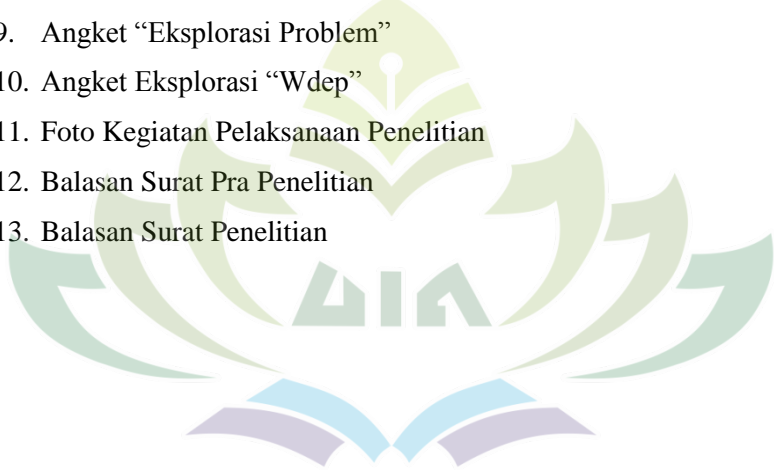 9. Angket “Eksplorasi Problem”
10. Angket Eksplorasi “Wdep”
11. Foto Kegiatan Pelaksanaan Penelitian
12. Balasan Surat Pra Penelitian
13. Balasan Surat Penelitian
UIN